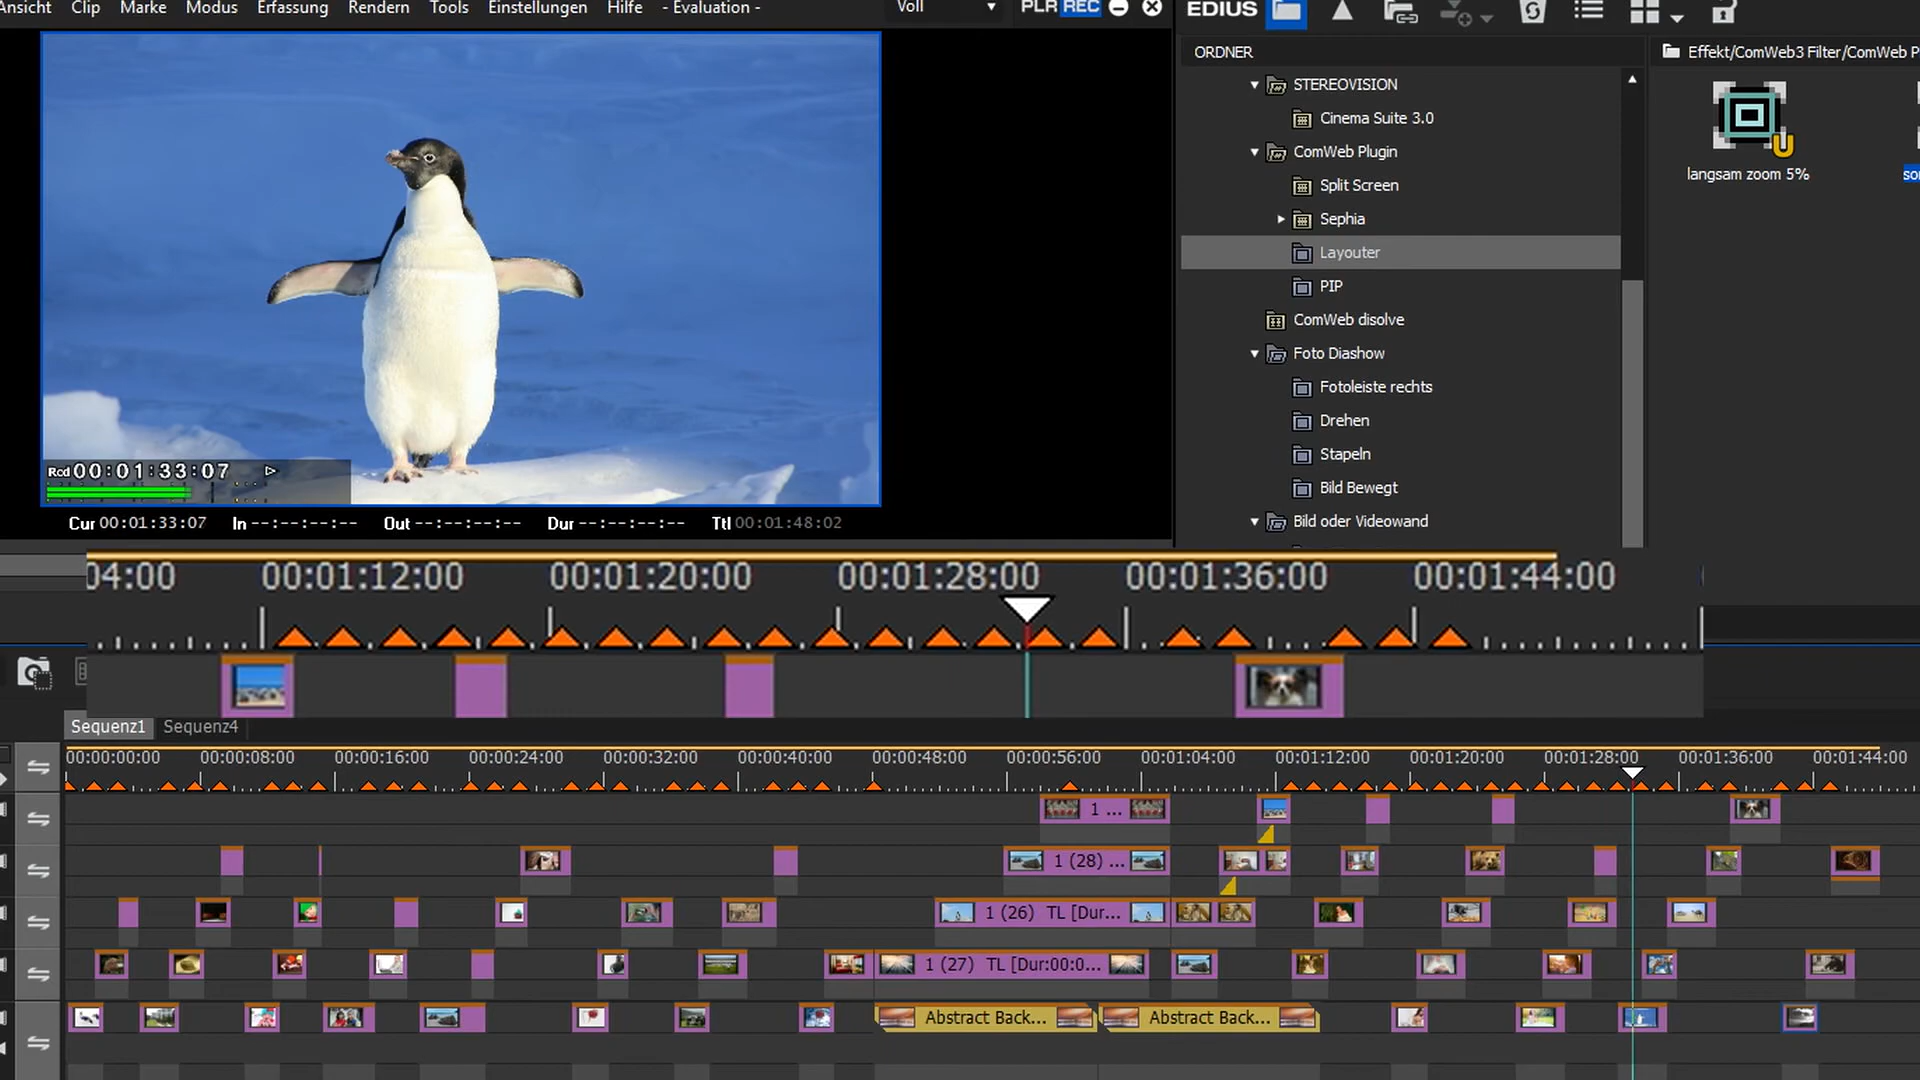 Ansicht Clip Marke Modus Erfassung Rendern Tools Einstellungen Hilfe - Evaluation - Voll PLR REC
EDIUS
ORDNER
Effekt/ComWeb3 Filter/ComWeb P
STEREOVISION
Cinema Suite 3.0
ComWeb Plugin
Split Screen
Sephia
Layouter
PIP
ComWeb disolve
Foto Diashow
Fotoleiste rechts
Drehen
Stapeln
Bild Bewegt
Bild oder Videowand
U
langsam zoom 5%
so
Rcd 00:01:33:07
Cur 00:01:33:07 In --:--:--:-- Out --:--:--:-- Dur --:--:--:-- Ttl 00:01:48:02
04:00 00:01:12:00 00:01:20:00 00:01:28:00 00:01:36:00 00:01:44:00
Sequenz1 Sequenz4
00:00:00:00 00:00:08:00 00:00:16:00 00:00:24:00 00:00:32:00 00:00:40:00 00:00:48:00 00:00:56:00 00:01:04:00 00:01:12:00 00:01:20:00 00:01:28:00 00:01:36:00 00:01:44:00
1 ...
1 (28) ...
1 (26) TL [Dur...
1 (27) TL [Dur:00:0...
Abstract Back... Abstract Back...